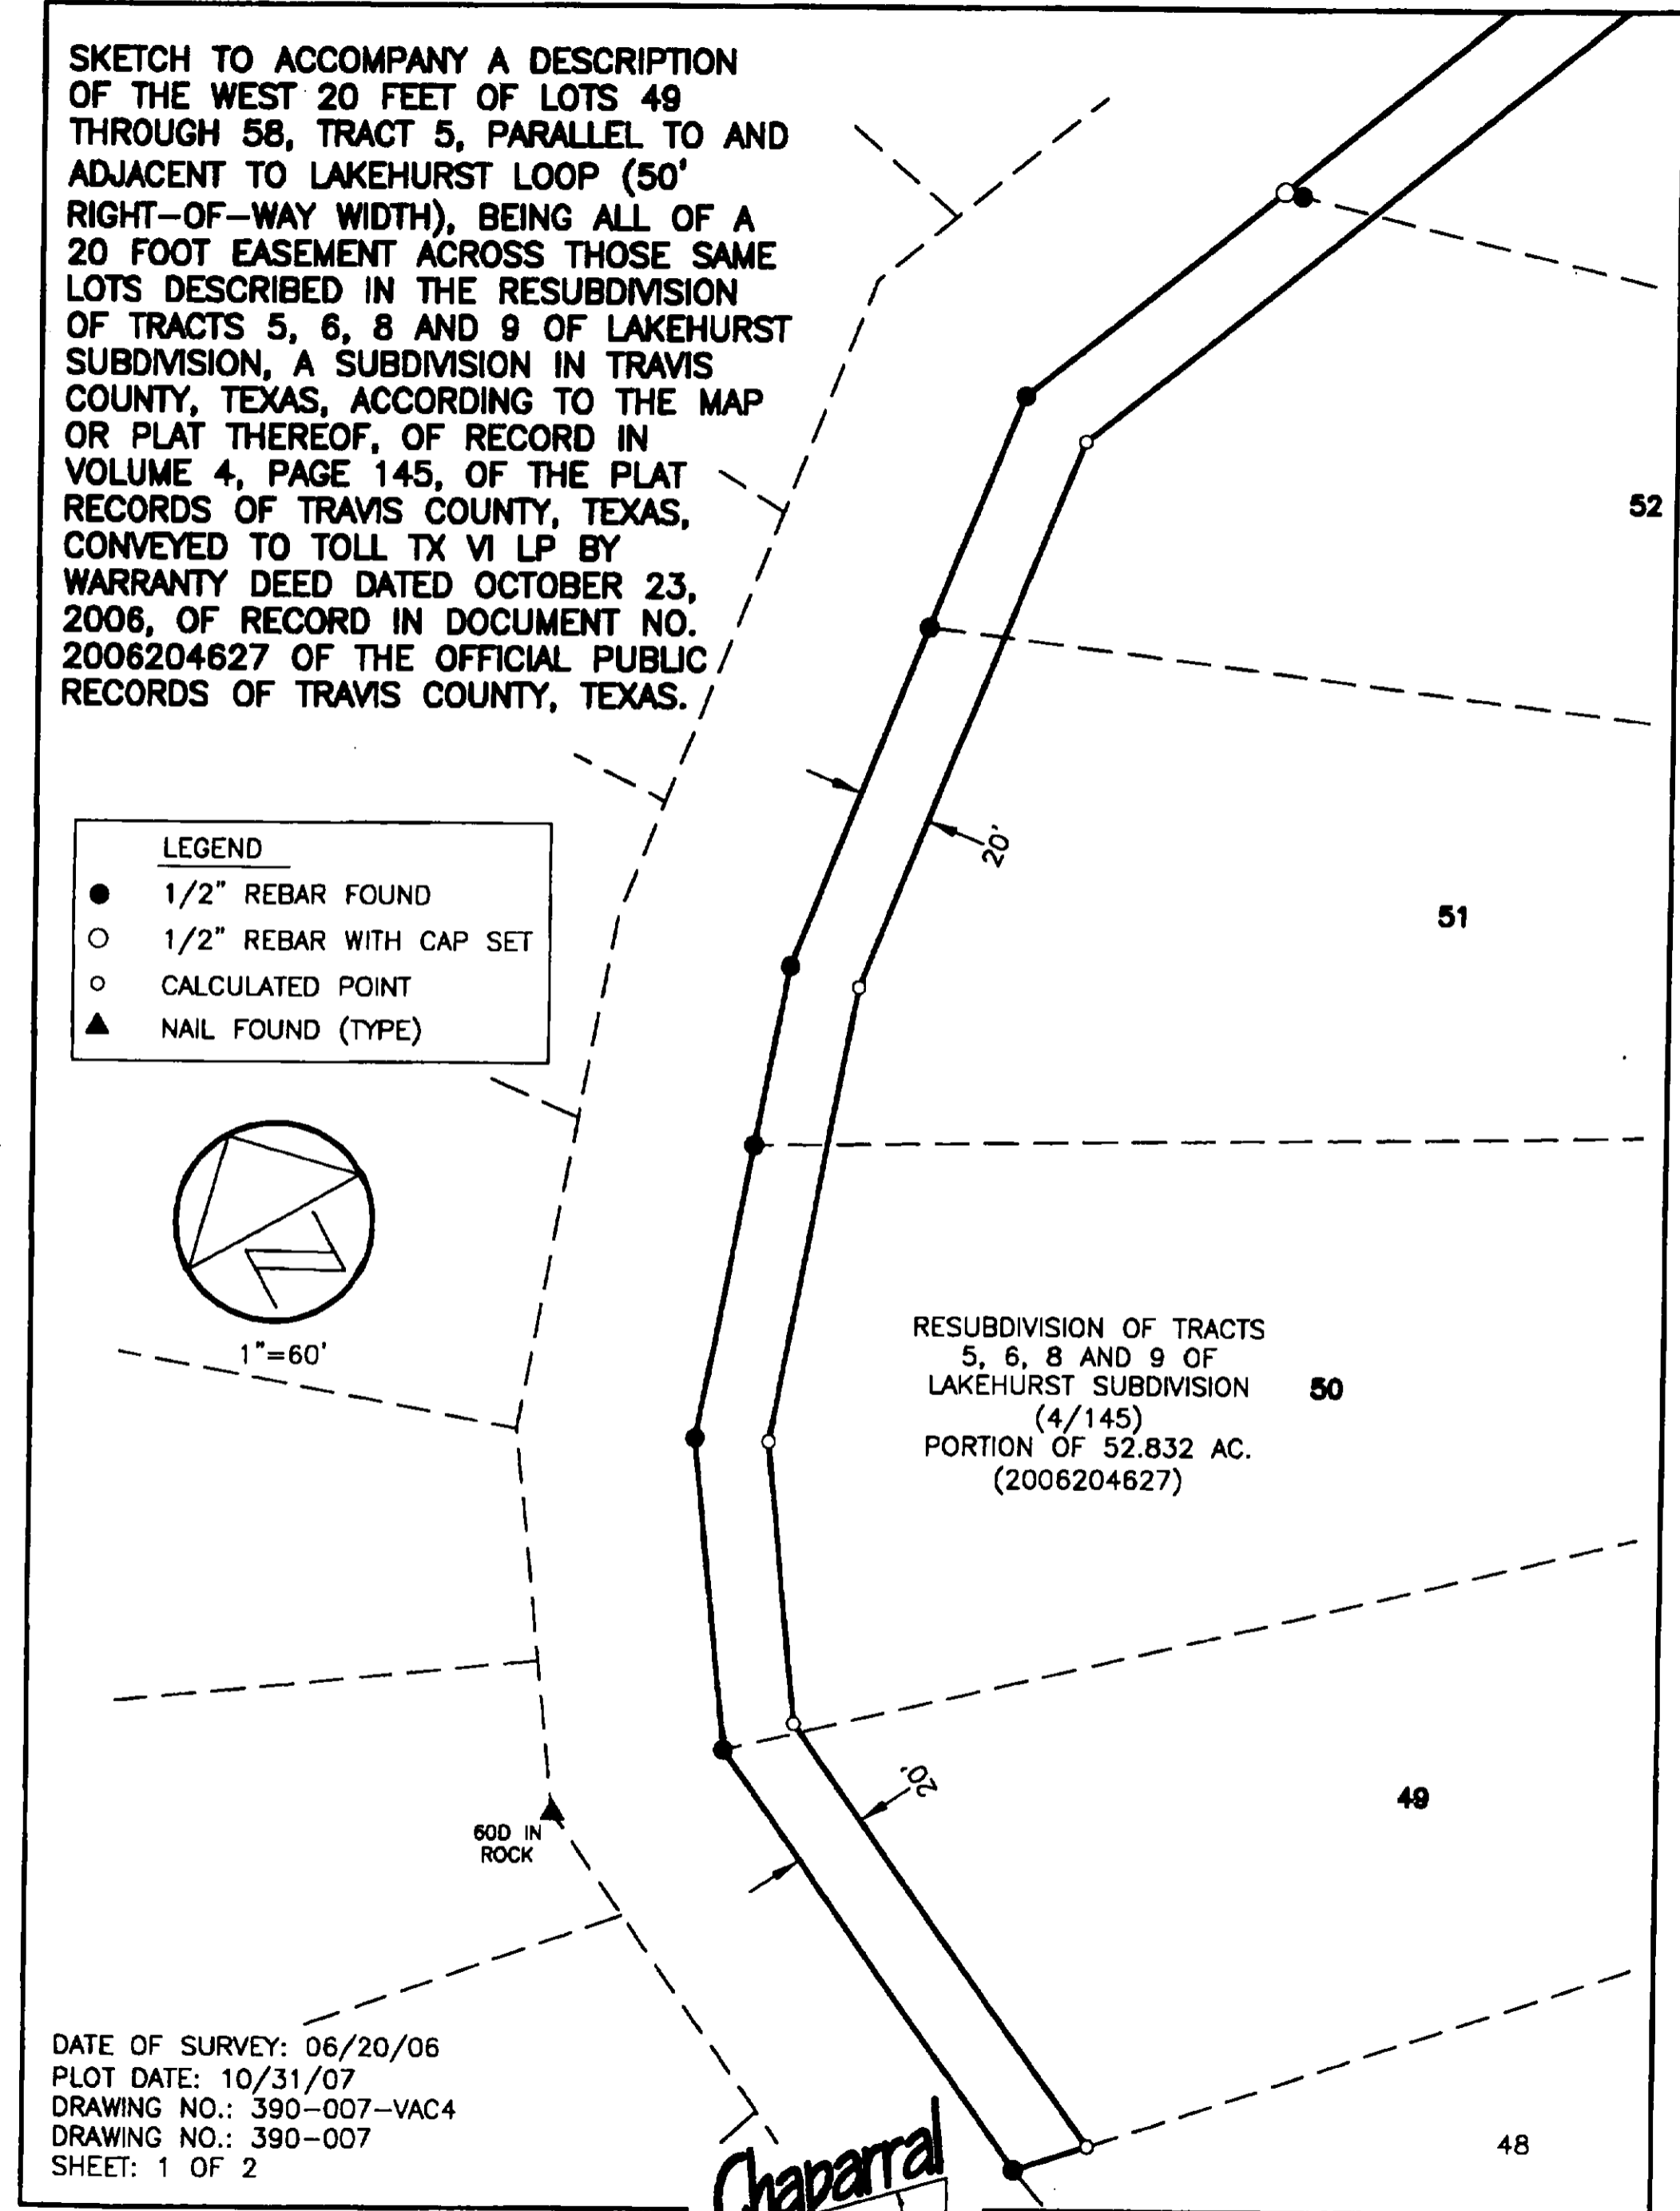 SKETCH TO ACCOMPANY A DESCRIPTION
OF THE WEST 20 FEET OF LOTS 49
THROUGH 58, TRACT 5, PARALLEL TO AND
ADJACENT TO LAKEHURST LOOP (50'
RIGHT-OF-WAY WIDTH), BEING ALL OF A
20 FOOT EASEMENT ACROSS THOSE SAME
LOTS DESCRIBED IN THE RESUBDIVISION
OF TRACTS 5, 6, 8 AND 9 OF LAKEHURST
SUBDIVISION, A SUBDIVISION IN TRAVIS
COUNTY, TEXAS, ACCORDING TO THE MAP
OR PLAT THEREOF, OF RECORD IN
VOLUME 4, PAGE 145, OF THE PLAT
RECORDS OF TRAVIS COUNTY, TEXAS,
CONVEYED TO TOLL TX VI LP BY
WARRANTY DEED DATED OCTOBER 23,
2006, OF RECORD IN DOCUMENT NO.
2006204627 OF THE OFFICIAL PUBLIC
RECORDS OF TRAVIS COUNTY, TEXAS.
52
20'
LEGEND
1/2" REBAR FOUND
1/2" REBAR WITH CAP SET
CALCULATED POINT
NAIL FOUND (TYPE)
51
N
1"=60'
RESUBDIVISION OF TRACTS
5, 6, 8 AND 9 OF
LAKEHURST SUBDIVISION
(4/145)
PORTION OF 52.832 AC.
(2006204627)
50
20'
49
60D IN
ROCK
DATE OF SURVEY: 06/20/06
PLOT DATE: 10/31/07
DRAWING NO.: 390-007-VAC4
DRAWING NO.: 390-007
SHEET: 1 OF 2
48
Chaparral